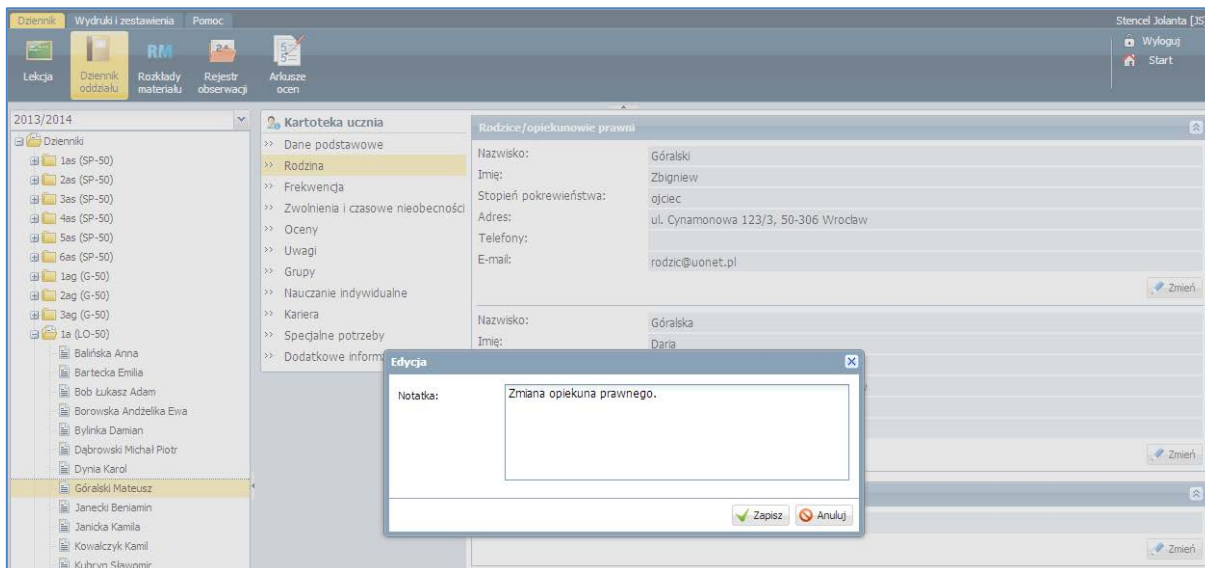 Dziennik Wydruki i zestawienia Pomoc
Stencel Jolanta [JS
Wyloguj
Start
Lekcja
Dziennik oddziału
RM
Rozkłady materiału
Rejestr obserwacji
Arkusze ocen
2013/2014
Dzienniki
1as (SP-50)
2as (SP-50)
3as (SP-50)
4as (SP-50)
5as (SP-50)
6as (SP-50)
1ag (G-50)
2ag (G-50)
3ag (G-50)
1a (LO-50)
Balińska Anna
Bartecka Emilia
Bob Łukasz Adam
Borowska Andżelika Ewa
Bylinka Damian
Dąbrowski Michał Piotr
Dynia Karol
Góralski Mateusz
Janecki Beniamin
Janicka Kamila
Kowalczyk Kamil
Kubryn Sławomir
Kartoteka ucznia
Dane podstawowe
Rodzina
Frekwencja
Zwolnienia i czasowe nieobecności
Oceny
Uwagi
Grupy
Nauczanie indywidualne
Kariera
Specjalne potrzeby
Dodatkowe inform
Rodzice/opiekunowie prawni
Nazwisko: Góralski
Imię: Zbigniew
Stopień pokrewieństwa: ojciec
Adres: ul. Cynamonowa 123/3, 50-306 Wrocław
Telefony:
E-mail: rodzic@uonet.pl
Zmień
Nazwisko: Góralska
Imię: Daria
Zmień
Zmień
Edycja
Notatka: Zmiana opiekuna prawnego.
Zapisz Anuluj